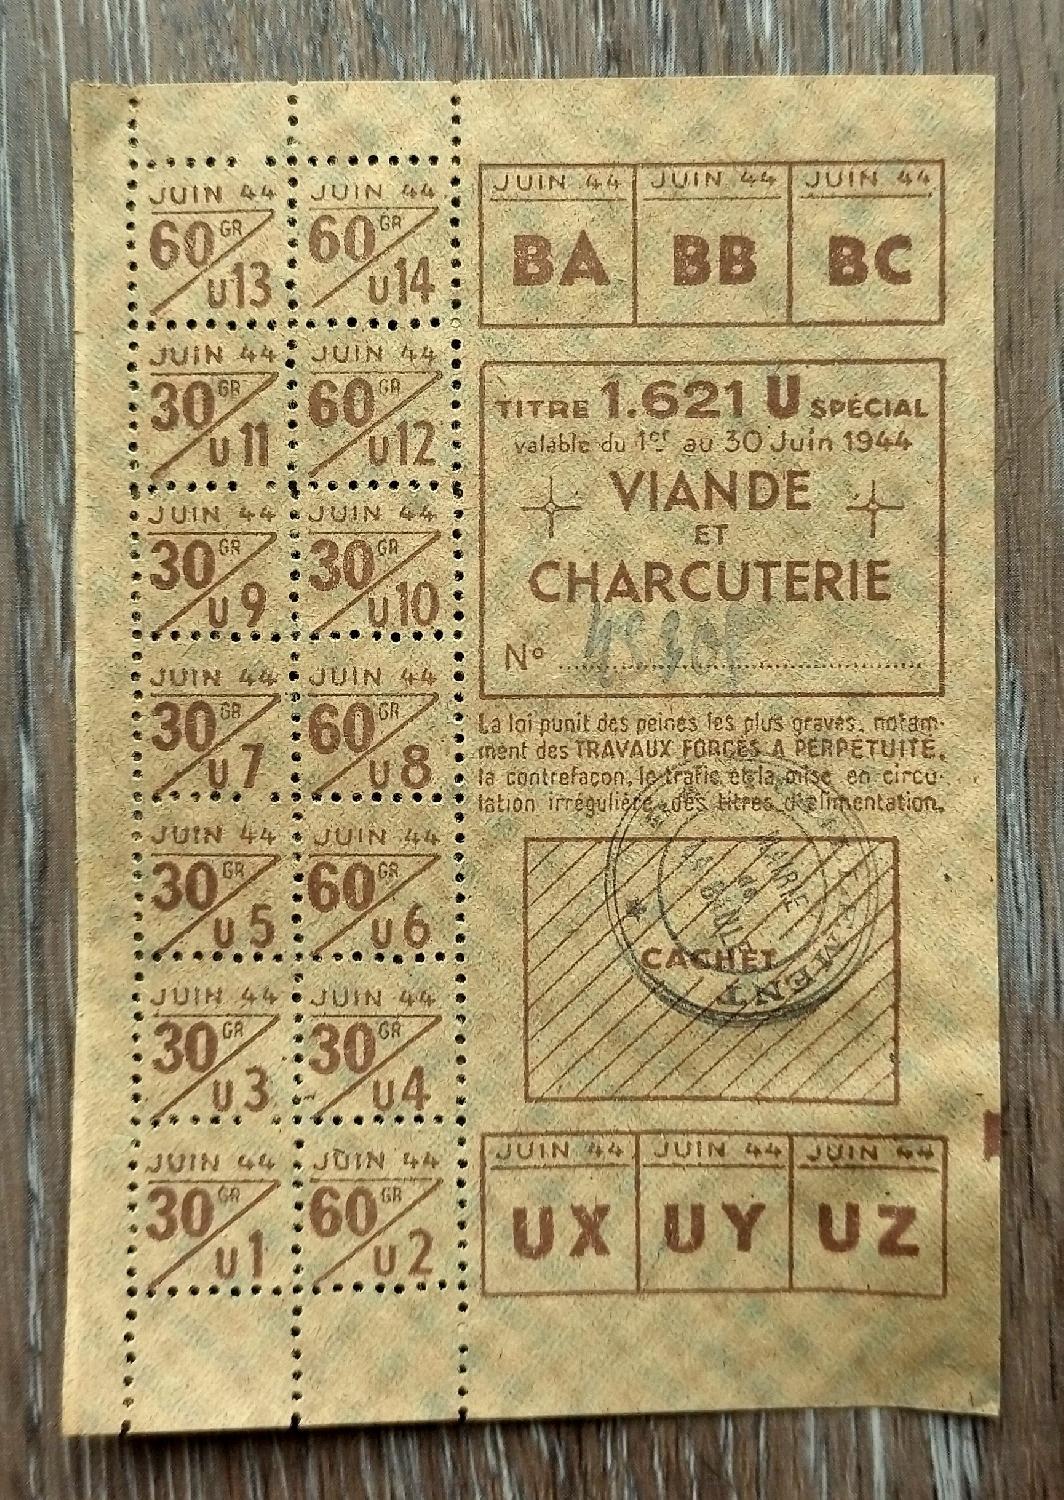 JUIN 44
60 GR
U13
JUIN 44
60 GR
U14
JUIN 44
30 GR
U11
JUIN 44
60 GR
U12
JUIN 44
30 GR
U9
JUIN 44
30 GR
U10
JUIN 44
30 GR
U7
JUIN 44
60 GR
U8
JUIN 44
30 GR
U5
JUIN 44
60 GR
U6
JUIN 44
30 GR
U3
JUIN 44
30 GR
U4
JUIN 44
30 GR
U1
JUIN 44
60 GR
U2
JUIN 44
BA
JUIN 44
BB
JUIN 44
BC
TITRE 1.621 U SPÉCIAL
valable du 1er au 30 Juin 1944
VIANDE
ET
CHARCUTERIE
N°
La loi punit des peines les plus graves, notam-
ment des TRAVAUX FORCÉS A PERPÉTUITÉ,
la contrefaçon, le trafic et la mise en circu-
lation irrégulière des titres d'alimentation.
MAIRIE
CACHET
JUIN 44
UX
JUIN 44
UY
JUIN 44
UZ